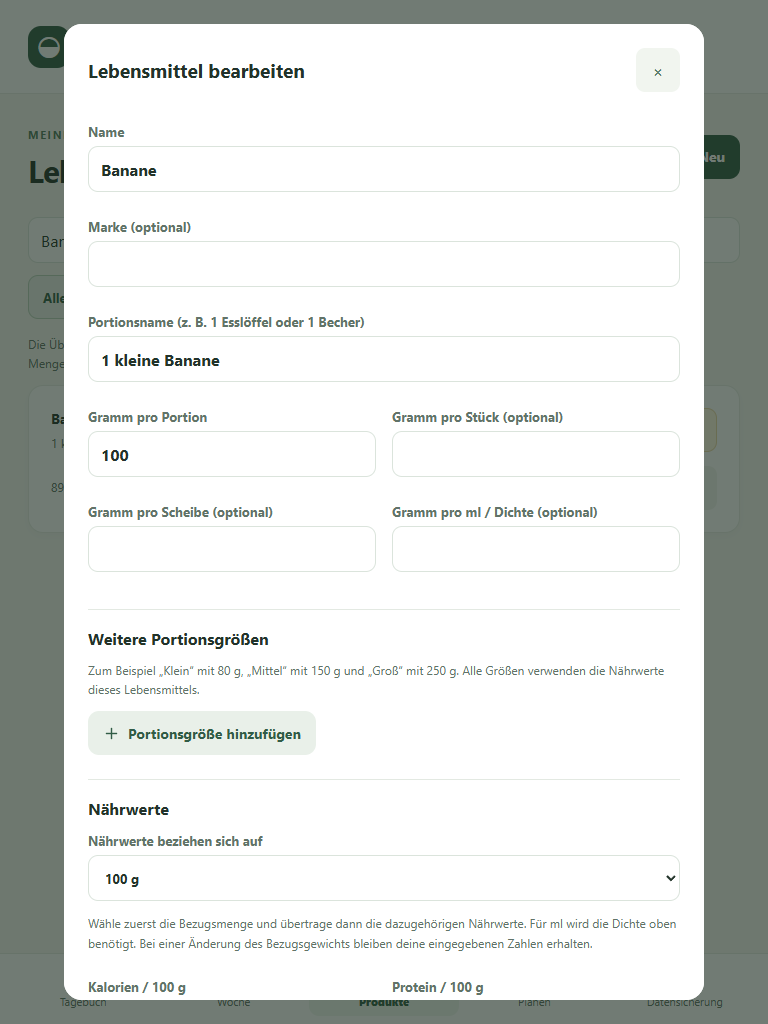 Lebensmittel bearbeiten
×
MEIN
Neu
Name
Banane
Marke (optional)
Portionsname (z. B. 1 Esslöffel oder 1 Becher)
Alle
1 kleine Banane
Gramm pro Portion
Gramm pro Stück (optional)
100
Gramm pro Scheibe (optional)
Gramm pro ml / Dichte (optional)
Weitere Portionsgrößen
Zum Beispiel „Klein“ mit 80 g, „Mittel“ mit 150 g und „Groß“ mit 250 g. Alle Größen verwenden die Nährwerte
dieses Lebensmittels.
+ Portionsgröße hinzufügen
Nährwerte
Nährwerte beziehen sich auf
100 g
Wähle zuerst die Bezugsmenge und übertrage dann die dazugehörigen Nährwerte. Für ml wird die Dichte oben
benötigt. Bei einer Änderung des Bezugsgewichts bleiben deine eingegebenen Zahlen erhalten.
Kalorien / 100 g
Protein / 100 g
Tagebuch
Woche
Produkte
Planen
Datensicherung